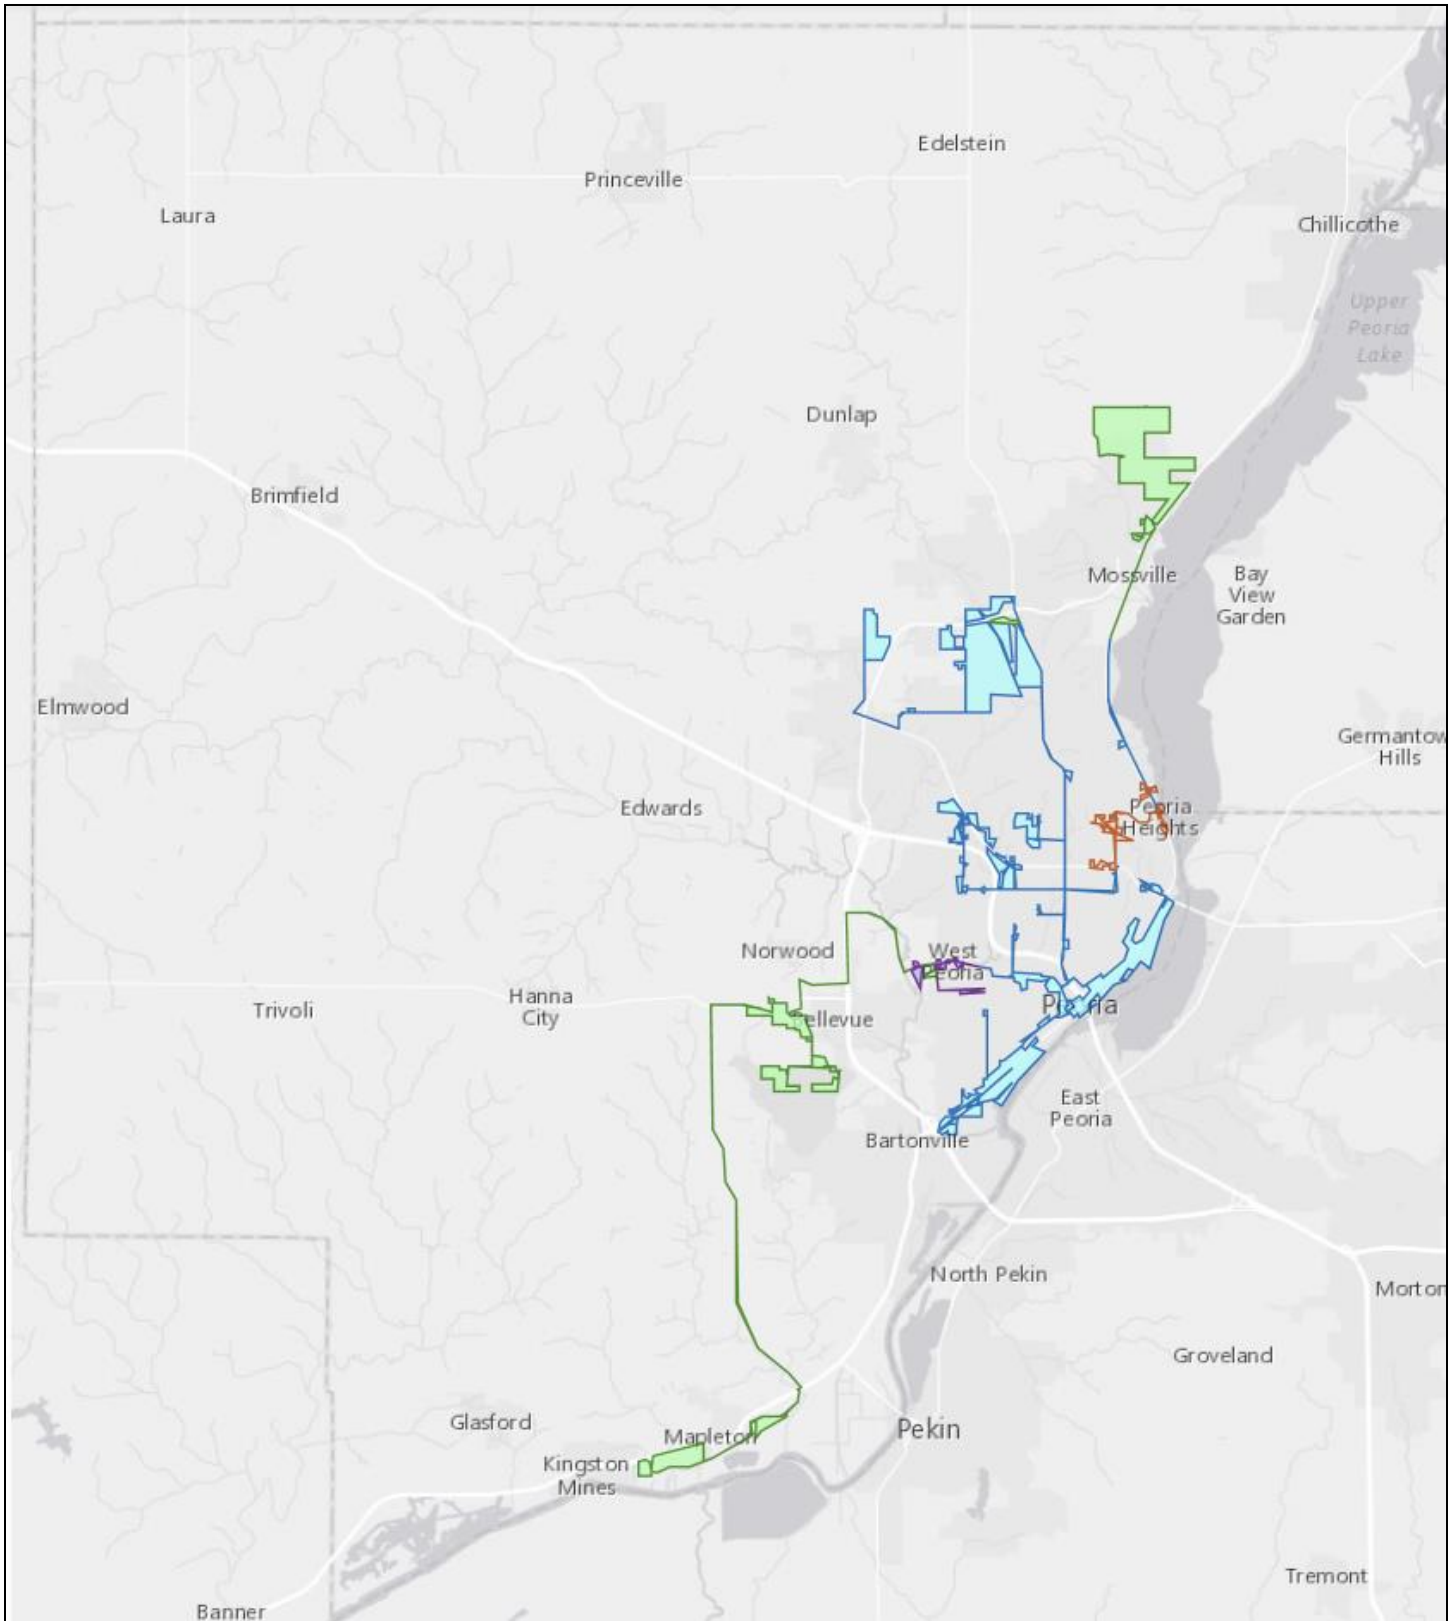 Edelstein
Princeville
Laura
Chillicothe
Upper
Peoria
Lake
Dunlap
Brimfield
Mossville
Bay
View
Garden
Elmwood
Germantow
Hills
Edwards
Peoria
Heights
Norwood
West
Peoria
Hanna
City
Trivoli
Bellevue
Peoria
East
Peoria
Bartonville
North Pekin
Morton
Groveland
Glasford
Mapleton
Pekin
Kingston
Mines
Tremont
Banner